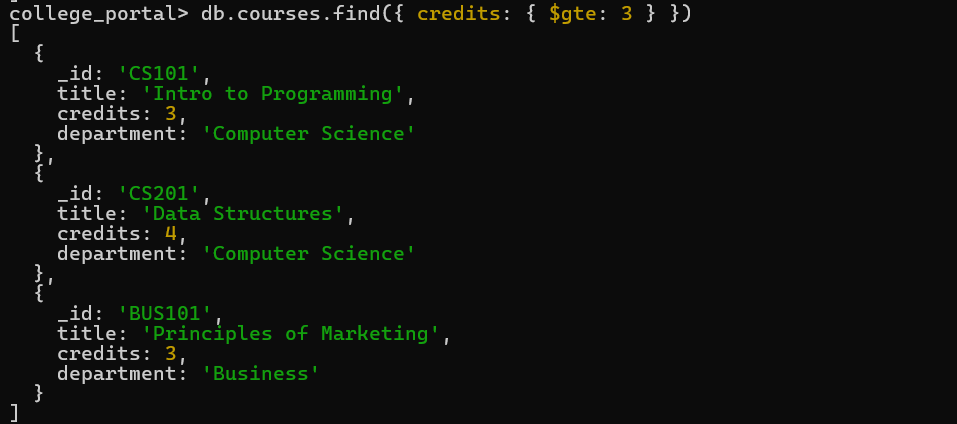 college_portal> db.courses.find({ credits: { $gte: 3 } })
[
  {
    _id: 'CS101',
    title: 'Intro to Programming',
    credits: 3,
    department: 'Computer Science'
  },
  {
    _id: 'CS201',
    title: 'Data Structures',
    credits: 4,
    department: 'Computer Science'
  },
  {
    _id: 'BUS101',
    title: 'Principles of Marketing',
    credits: 3,
    department: 'Business'
  }
]